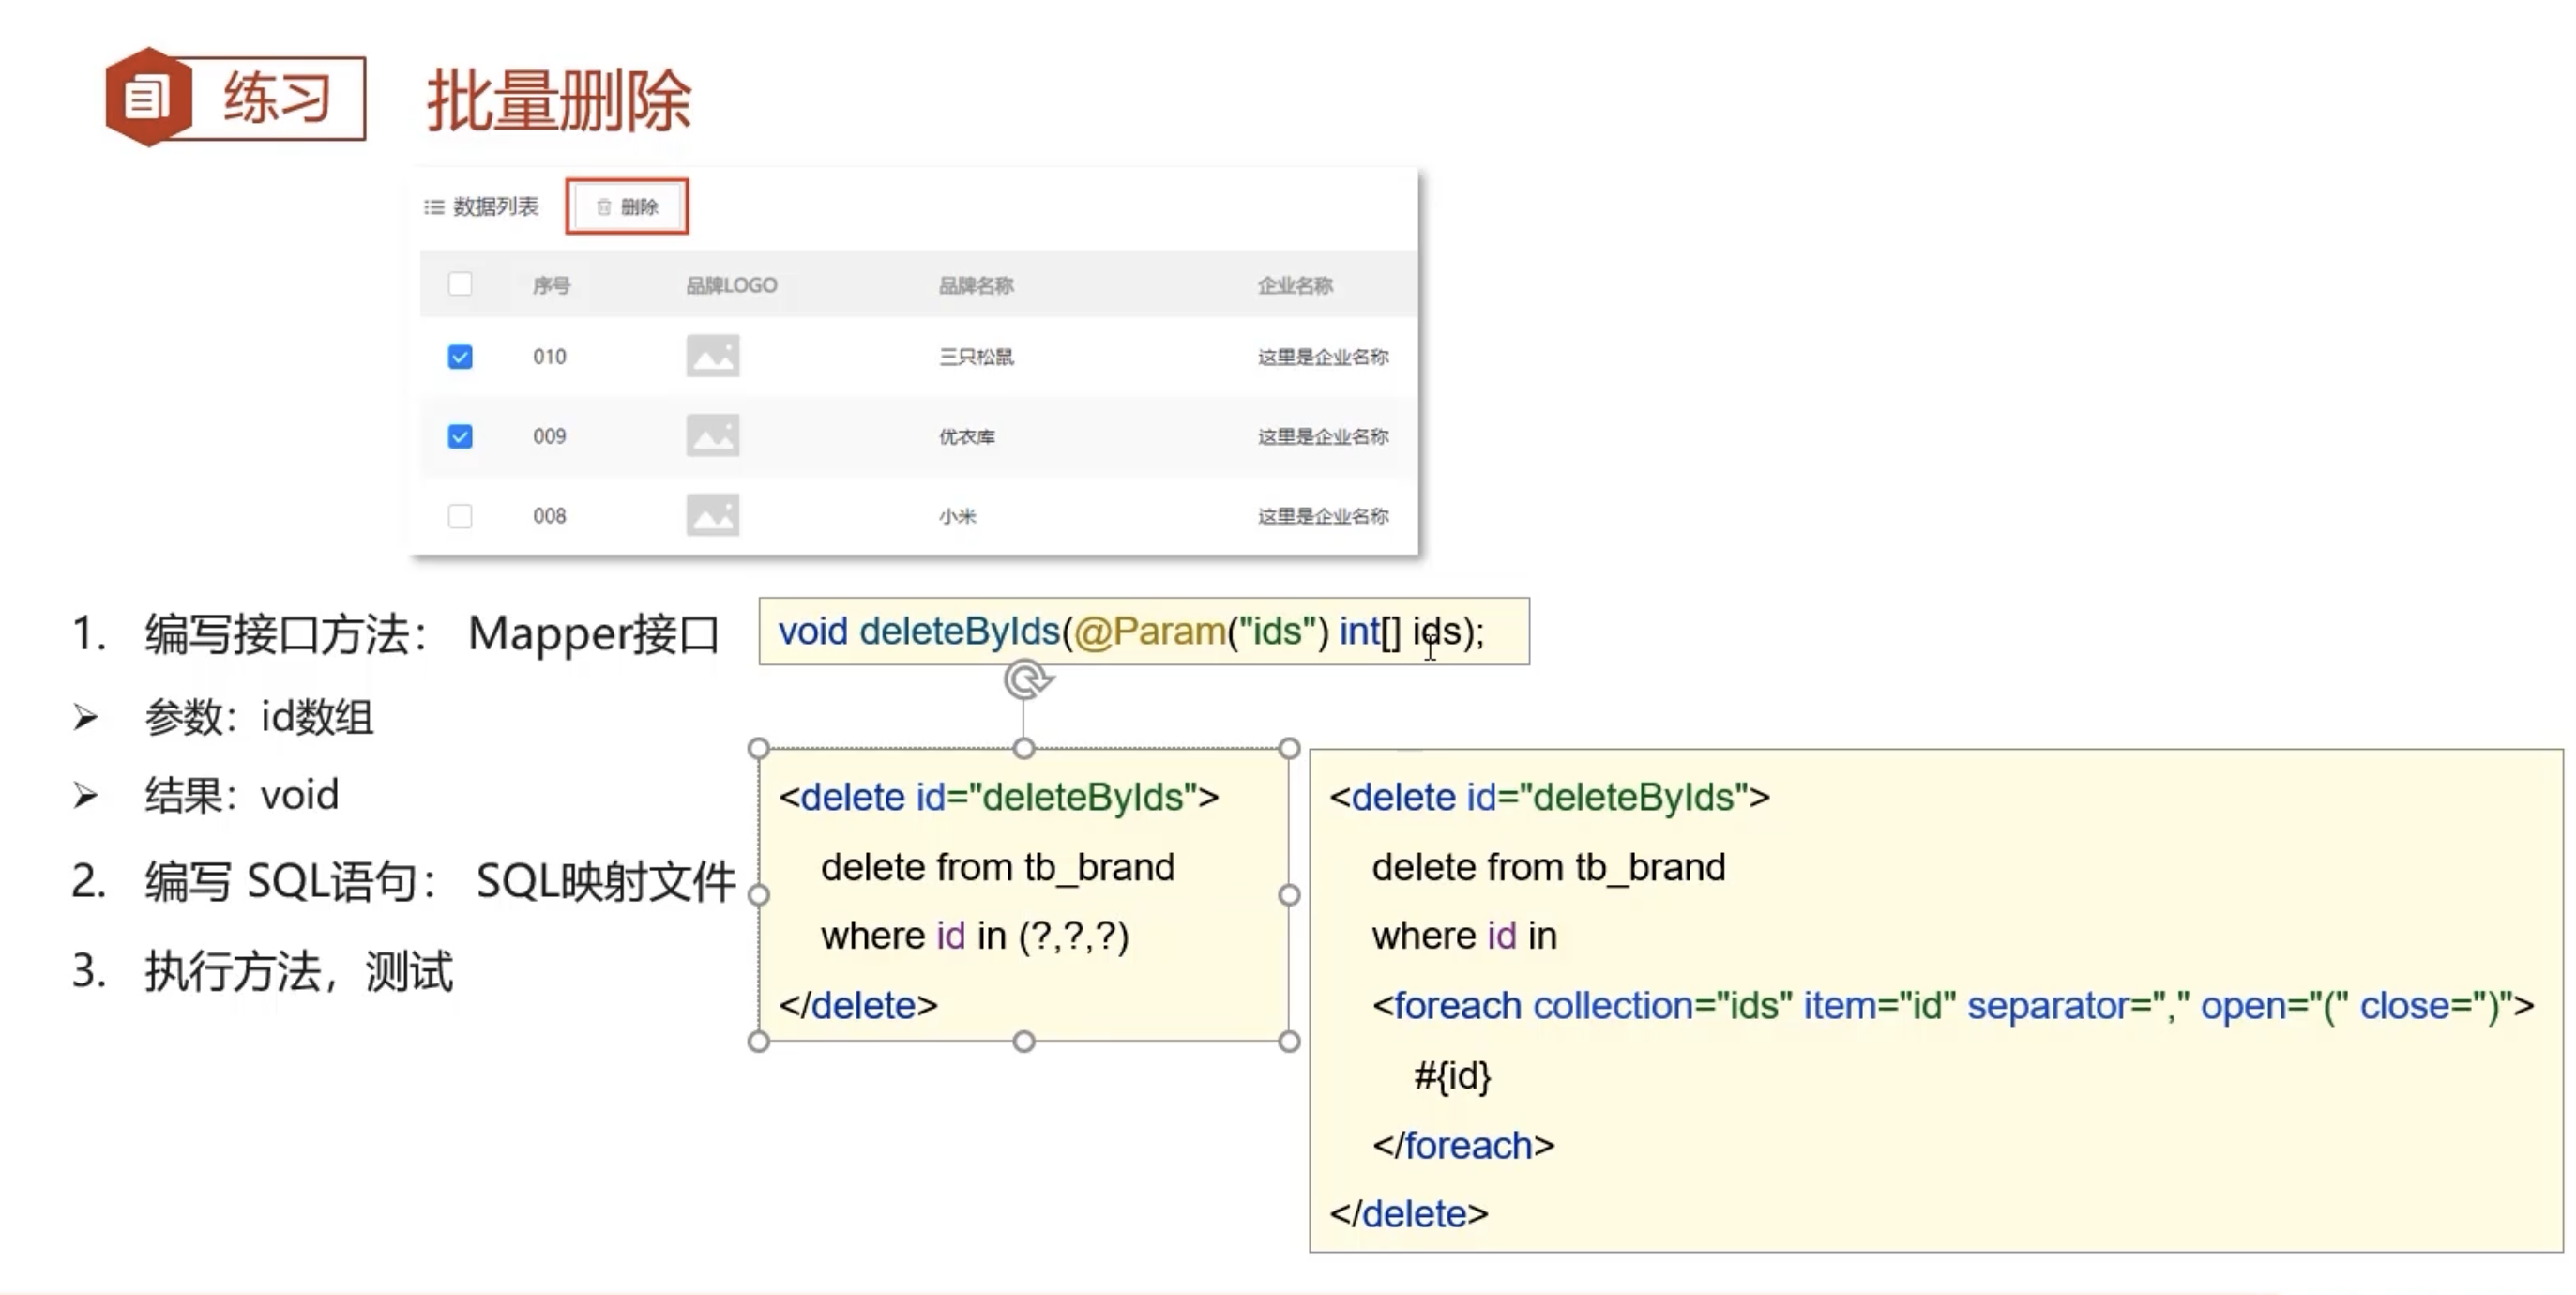 练习
批量删除
数据列表 删除
序号 品牌LOGO 品牌名称 企业名称
010 三只松鼠 这里是企业名称
009 优衣库 这里是企业名称
008 小米 这里是企业名称
1. 编写接口方法： Mapper接口
void deleteByIds(@Param("ids") int[] ids);
➢ 参数：id数组
➢ 结果：void
2. 编写 SQL语句： SQL映射文件
3. 执行方法，测试
<delete id="deleteByIds">
delete from tb_brand
where id in (?,?,?)
</delete>
<delete id="deleteByIds">
delete from tb_brand
where id in
<foreach collection="ids" item="id" separator="," open="(" close=")">
#{id}
</foreach>
</delete>